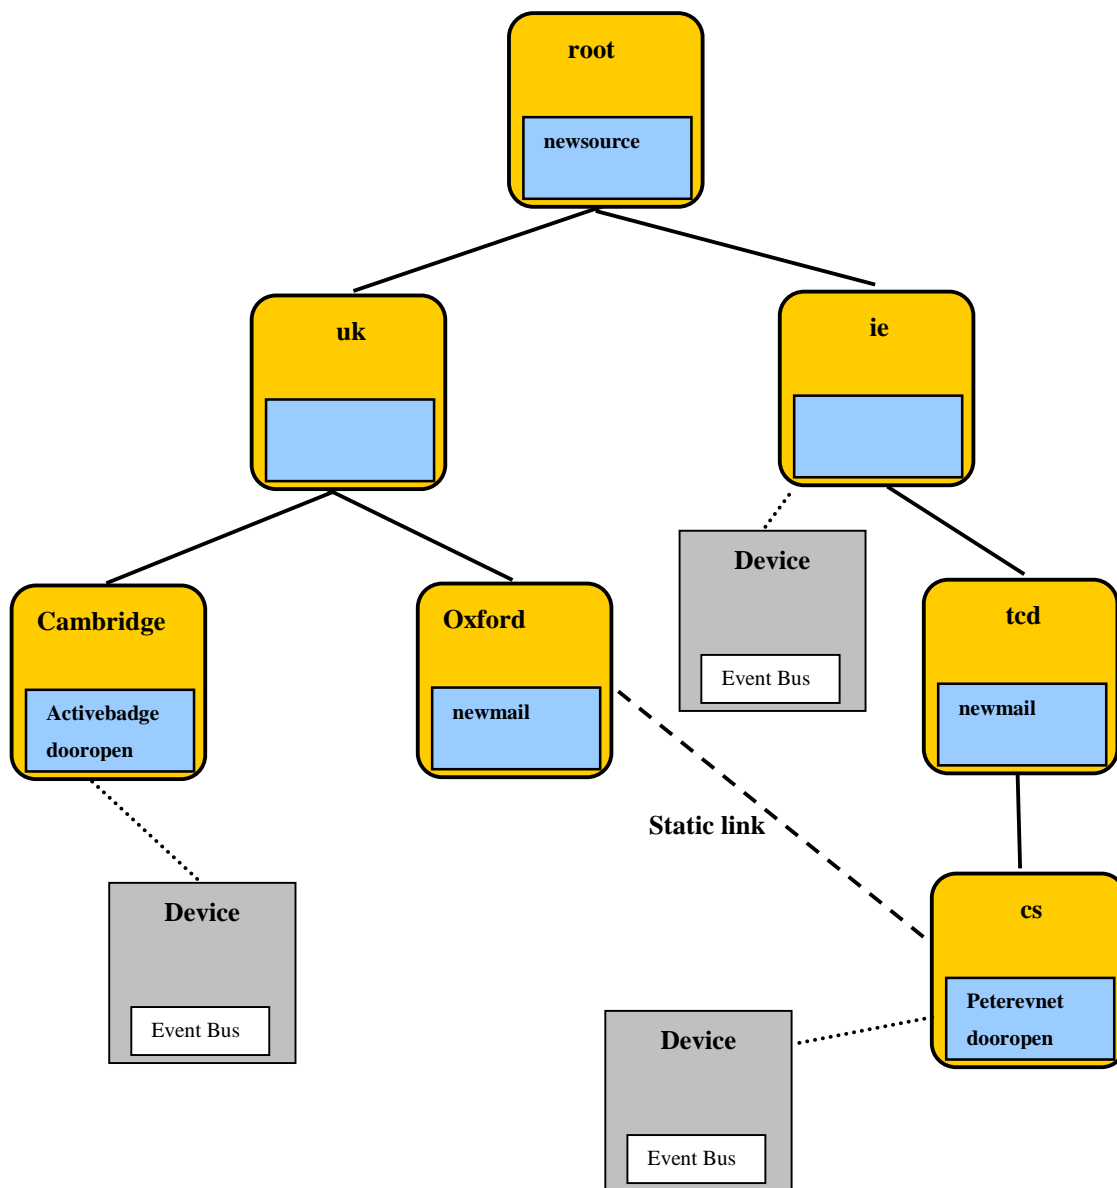 root
newsource
uk
ie
Device
Event Bus
Cambridge
Activebadge
dooropen
Oxford
newmail
tcd
newmail
Static link
Device
Event Bus
cs
Peterevnet
dooropen
Device
Event Bus